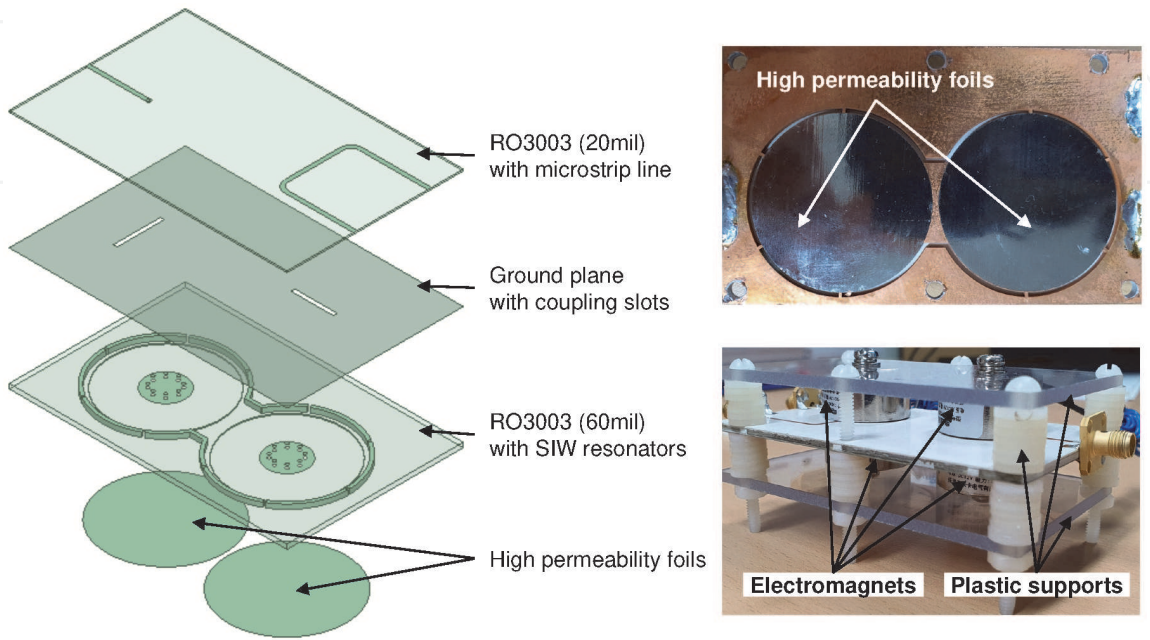 RO3003 (20mil)
with microstrip line
Ground plane
with coupling slots
RO3003 (60mil)
with SIW resonators
High permeability foils
High permeability foils
Electromagnets
Plastic supports